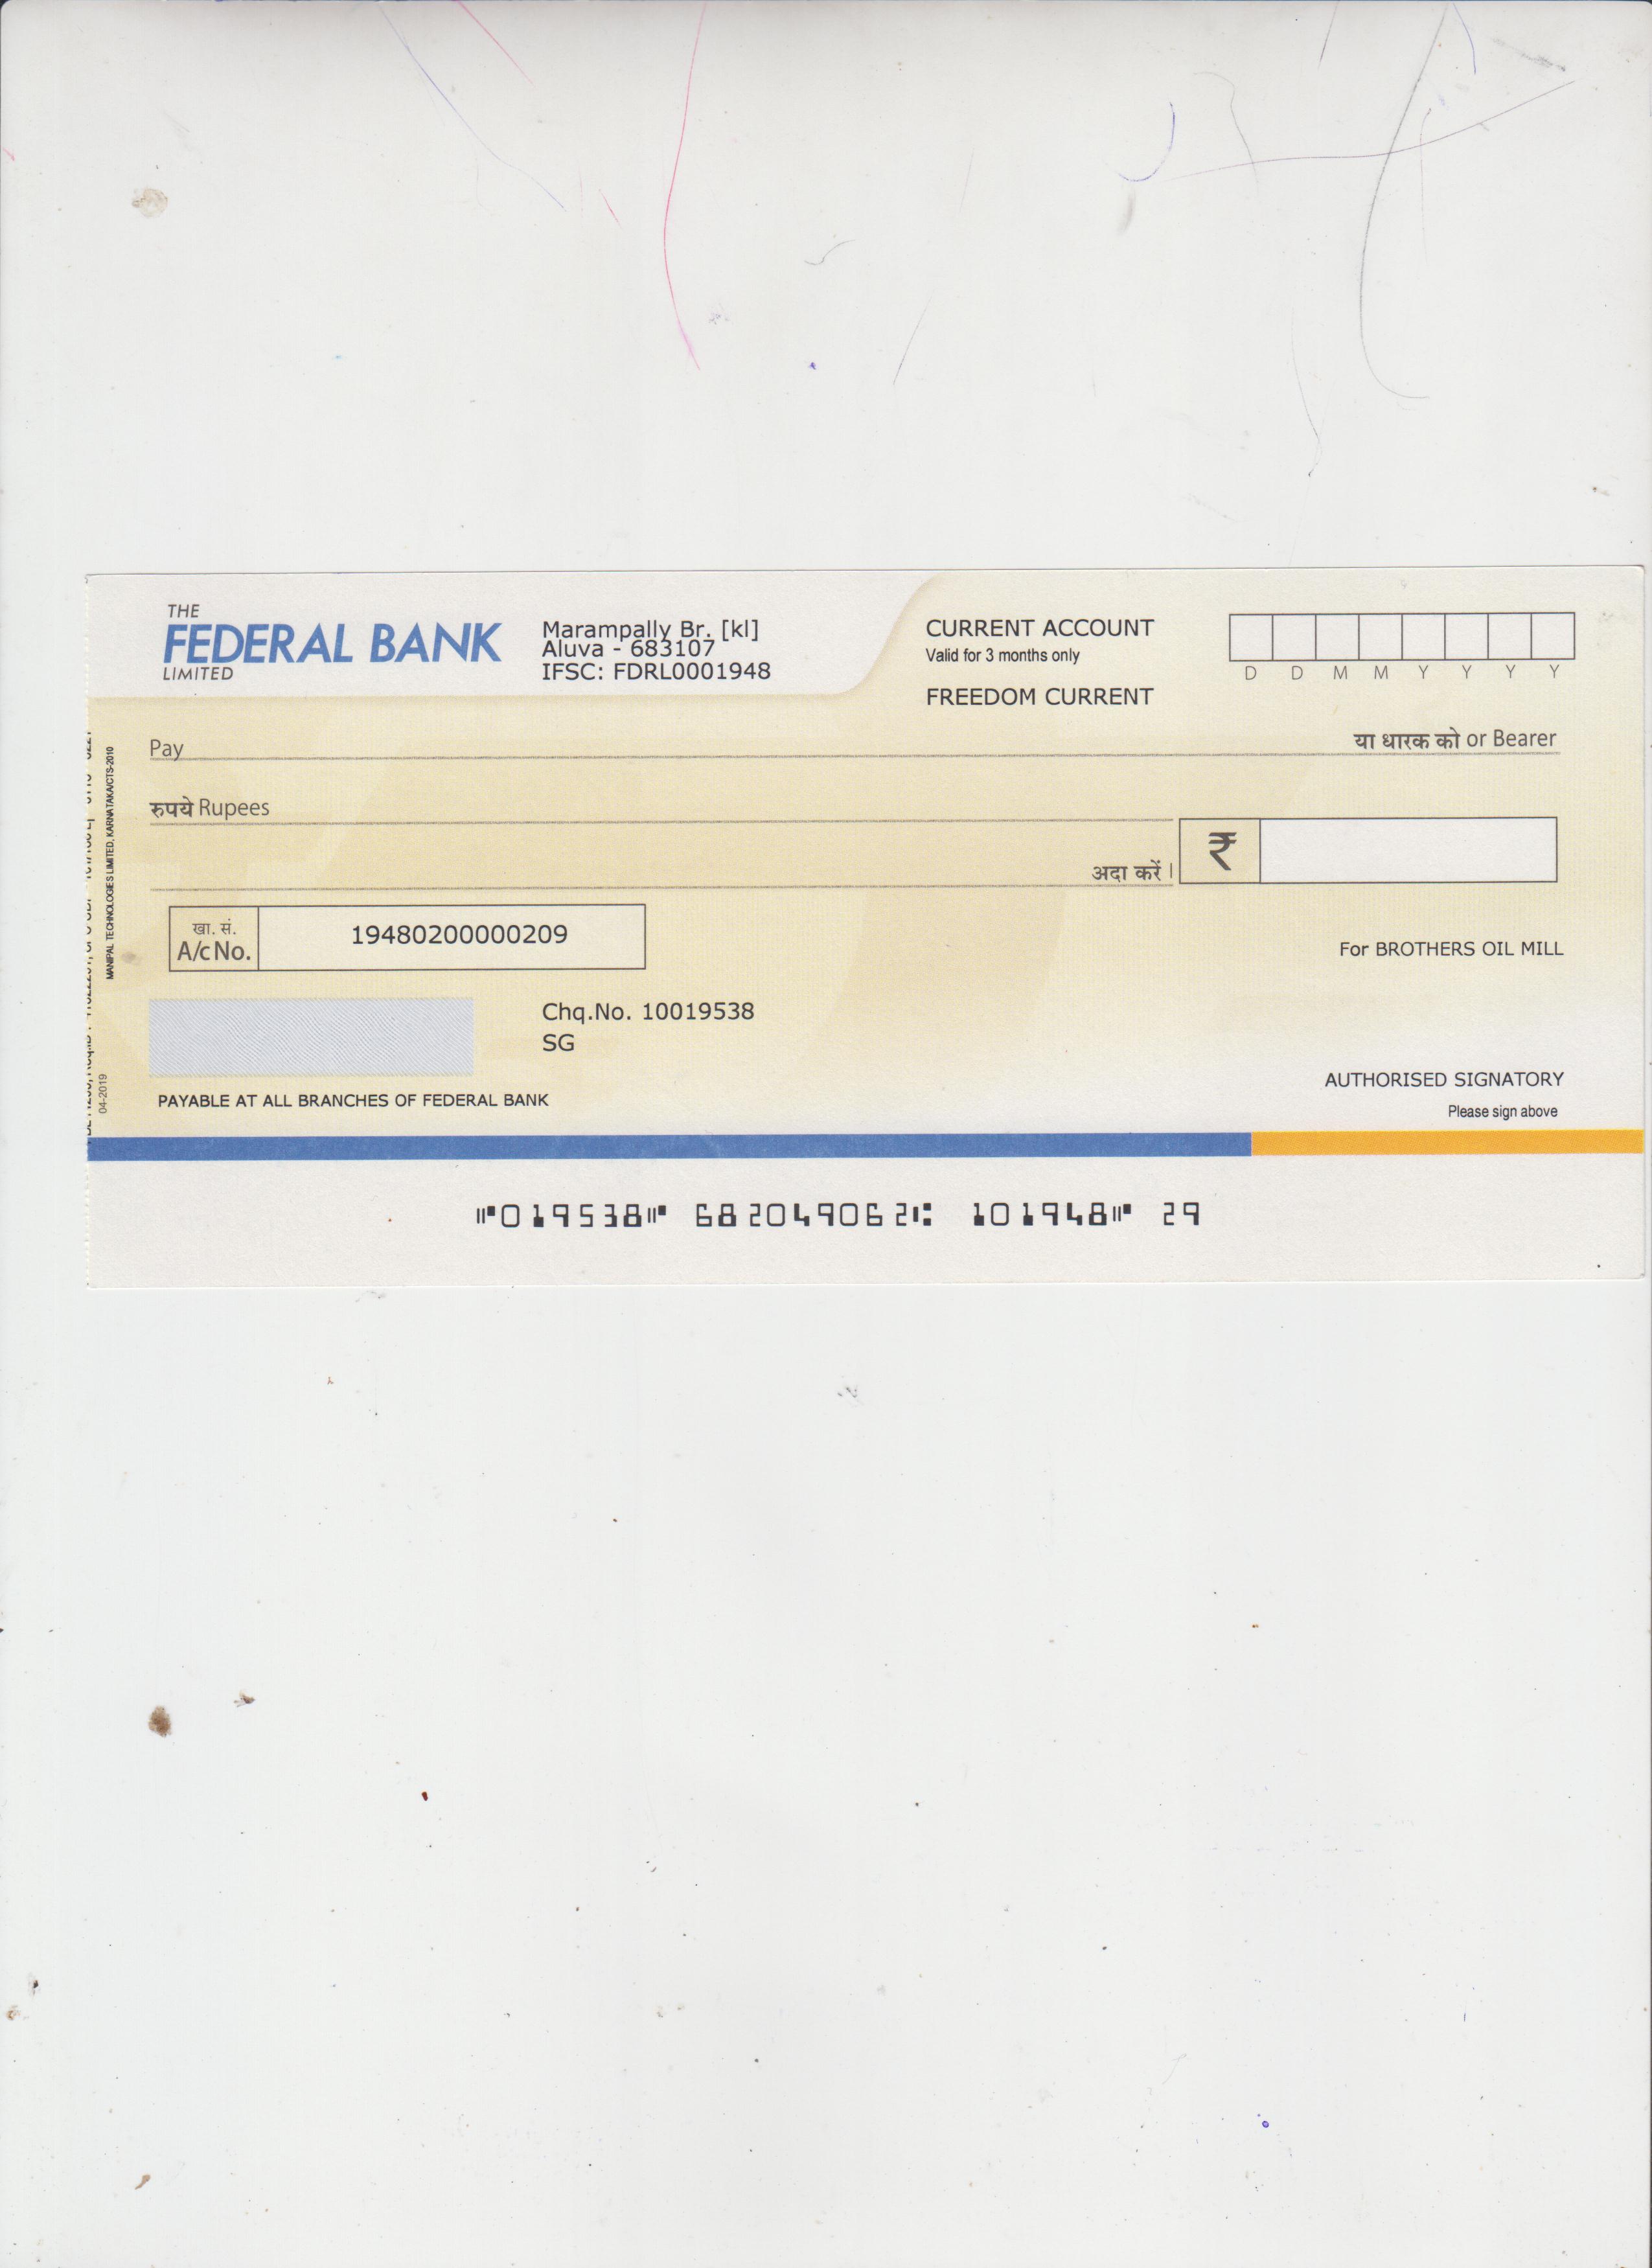 THE
FEDERAL BANK
LIMITED
Marampally Br. [kl]
Aluva - 683107
IFSC: FDRL0001948
CURRENT ACCOUNT
Valid for 3 months only
FREEDOM CURRENT
D D M M Y Y Y Y
Pay
या धारक को or Bearer
रुपये Rupees
अदा करें।
₹
खा. सं.
A/c No.
19480200000209
For BROTHERS OIL MILL
Chq.No. 10019538
SG
AUTHORISED SIGNATORY
Please sign above
PAYABLE AT ALL BRANCHES OF FEDERAL BANK
MANIPAL TECHNOLOGIES LIMITED, KARNATAKA/CTS-2010
04-2019
⑈019538⑈ 682049062⑆ 101948⑈ 29